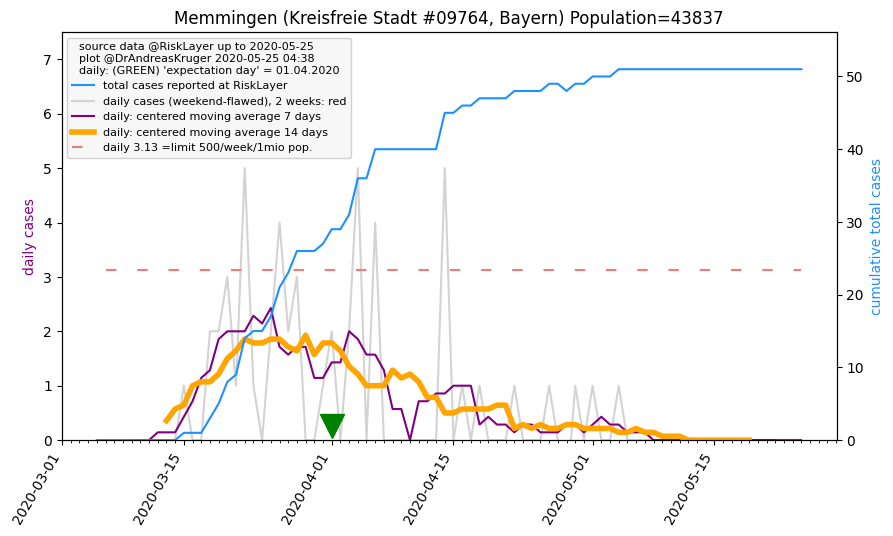 Memmingen (Kreisfreie Stadt #09764, Bayern) Population=43837
source data @RiskLayer up to 2020-05-25
plot @DrAndreasKruger 2020-05-25 04:38
daily: (GREEN) 'expectation day' = 01.04.2020
total cases reported at RiskLayer
daily cases (weekend-flawed), 2 weeks: red
daily: centered moving average 7 days
daily: centered moving average 14 days
daily 3.13 =limit 500/week/1mio pop.
daily cases
7
6
5
4
3
2
1
0
50
40
30
20
10
0
cumulative total cases
2020-03-01
2020-03-15
2020-04-01
2020-04-15
2020-05-01
2020-05-15